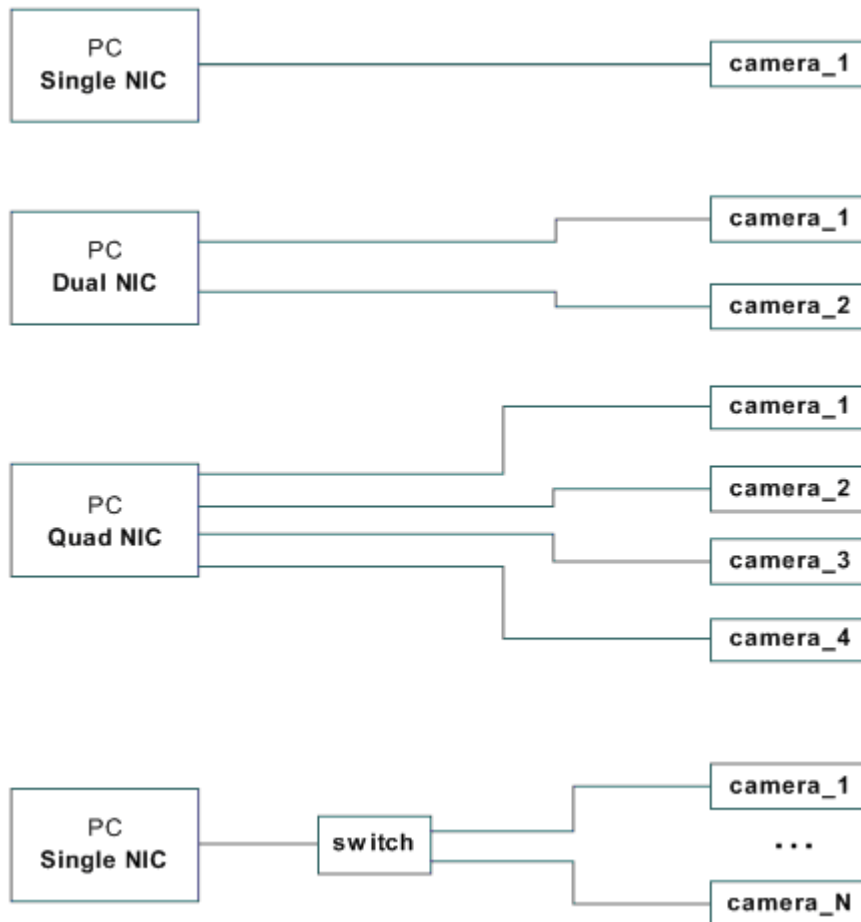 PC
Single NIC
camera_1
PC
Dual NIC
camera_1
camera_2
PC
Quad NIC
camera_1
camera_2
camera_3
camera_4
PC
Single NIC
switch
camera_1
...
camera_N